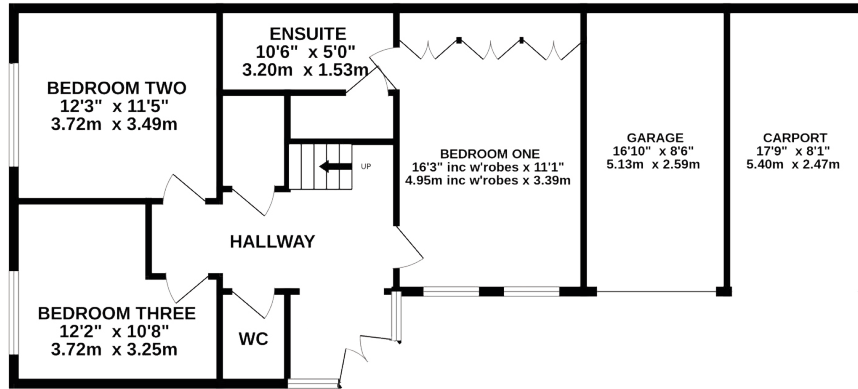 ENSUITE
10'6" x 5'0"
3.20m x 1.53m
BEDROOM TWO
12'3" x 11'5"
3.72m x 3.49m
BEDROOM ONE
16'3" inc w'robes x 11'1"
4.95m inc w'robes x 3.39m
GARAGE
16'10" x 8'6"
5.13m x 2.59m
CARPORT
17'9" x 8'1"
5.40m x 2.47m
UP
HALLWAY
BEDROOM THREE
12'2" x 10'8"
3.72m x 3.25m
WC